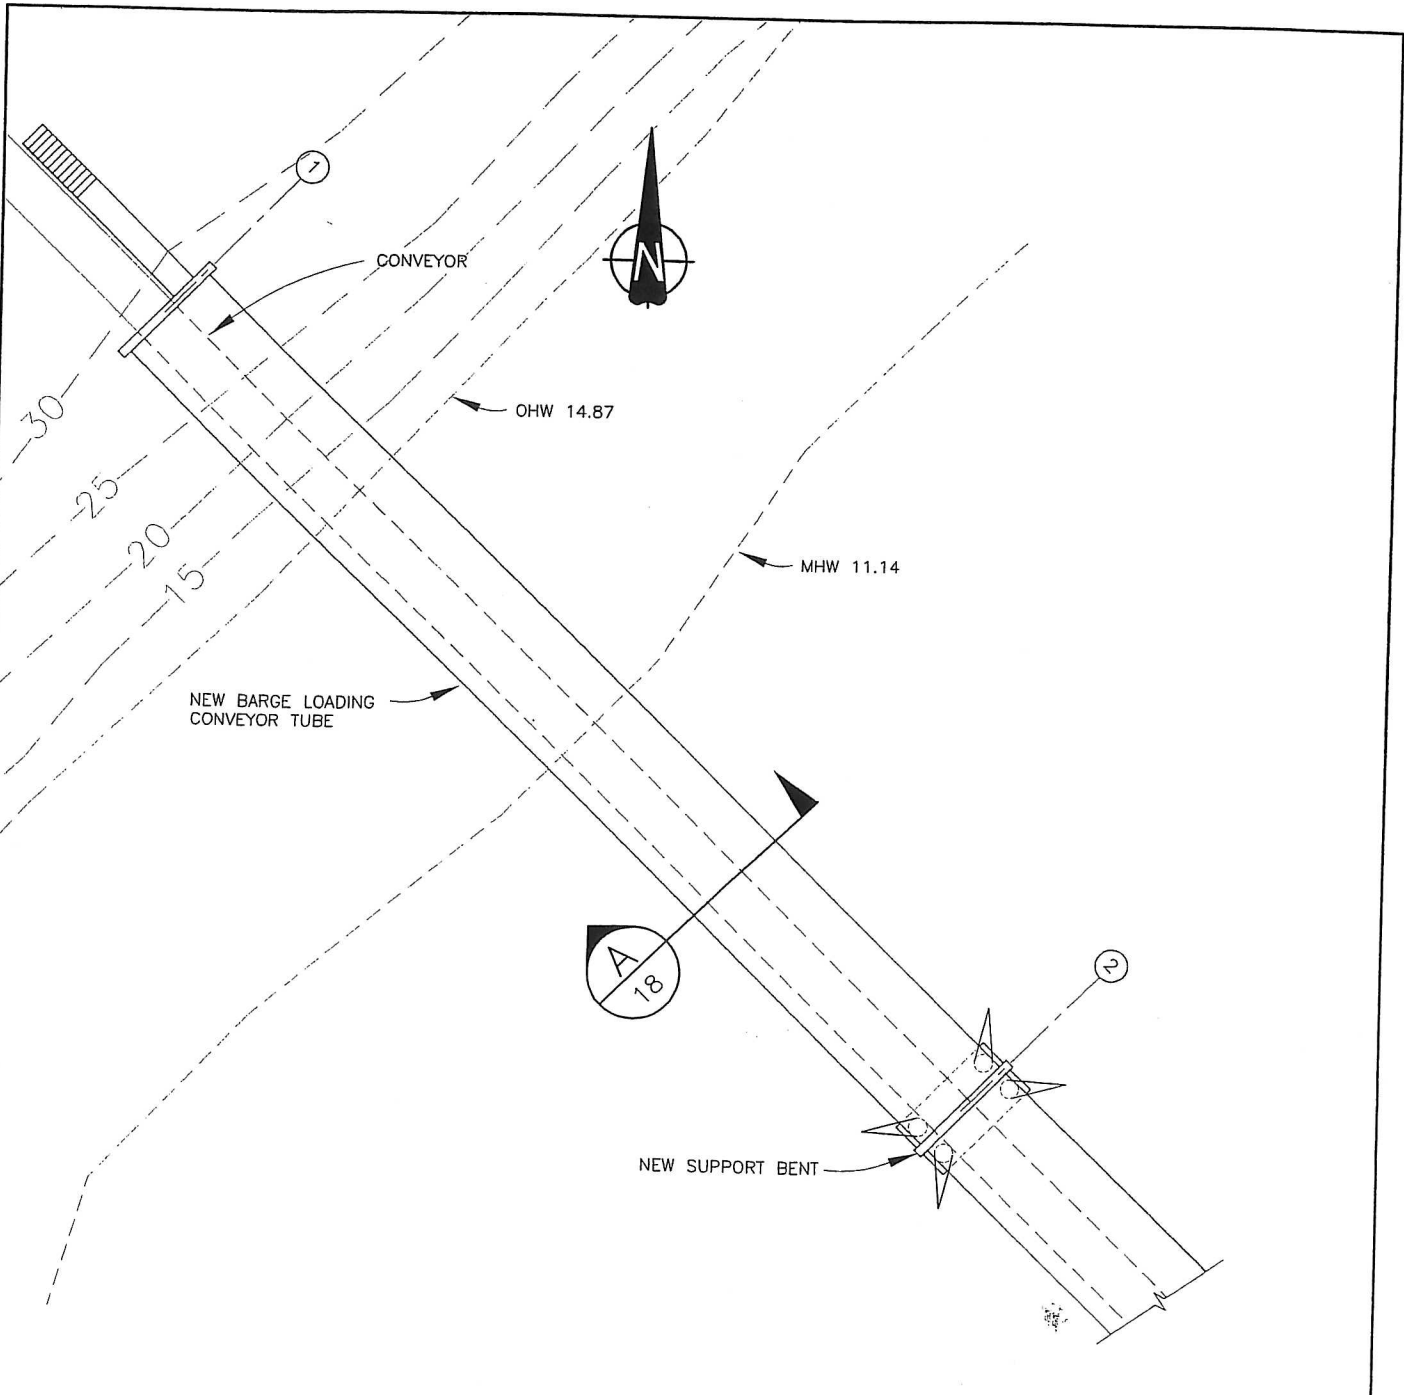 1
CONVEYOR
N
30
OHW 14.87
25
20
15
MHW 11.14
NEW BARGE LOADING
CONVEYOR TUBE
A
18
2
NEW SUPPORT BENT